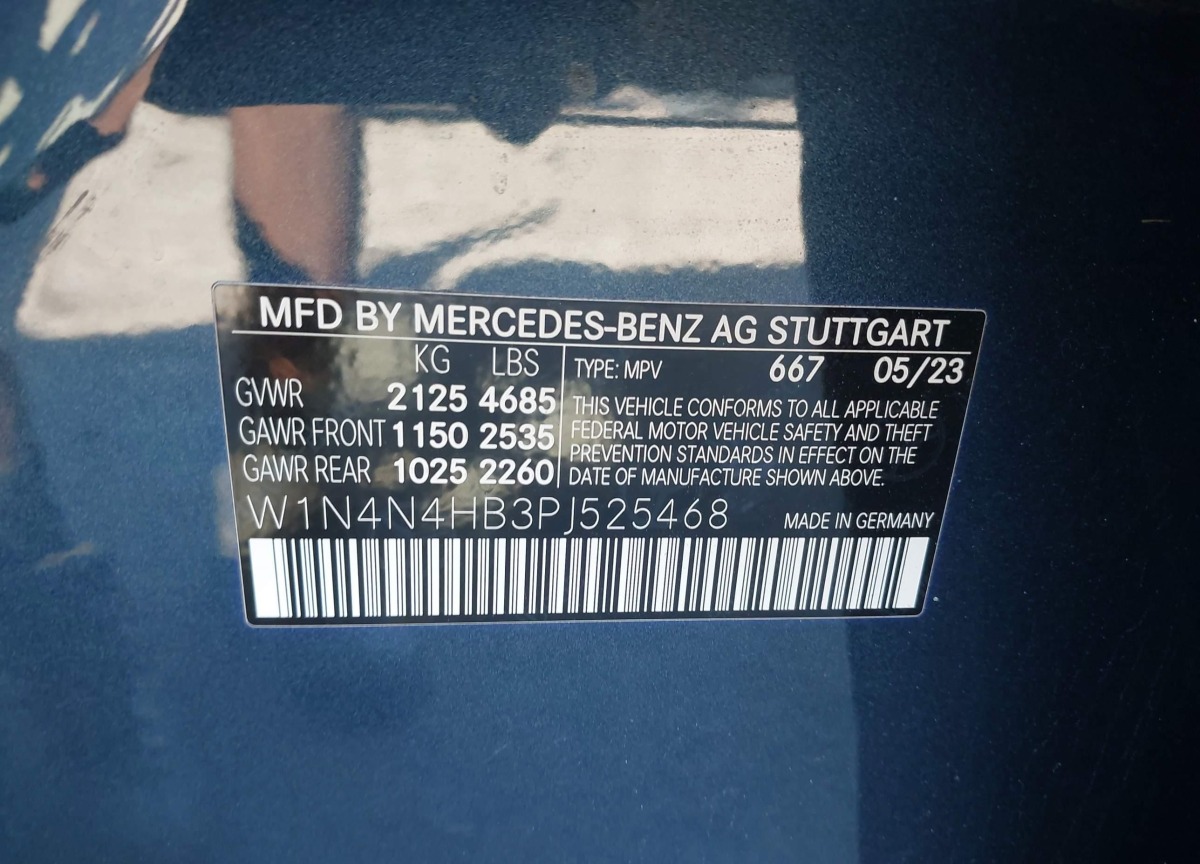 MFD BY MERCEDES-BENZ AG STUTTGART
KG LBS
GVWR 2125 4685
GAWR FRONT 1150 2535
GAWR REAR 1025 2260
TYPE: MPV 667 05/23
THIS VEHICLE CONFORMS TO ALL APPLICABLE
FEDERAL MOTOR VEHICLE SAFETY AND THEFT
PREVENTION STANDARDS IN EFFECT ON THE
DATE OF MANUFACTURE SHOWN ABOVE.
W1N4N4HB3PJ525468
MADE IN GERMANY